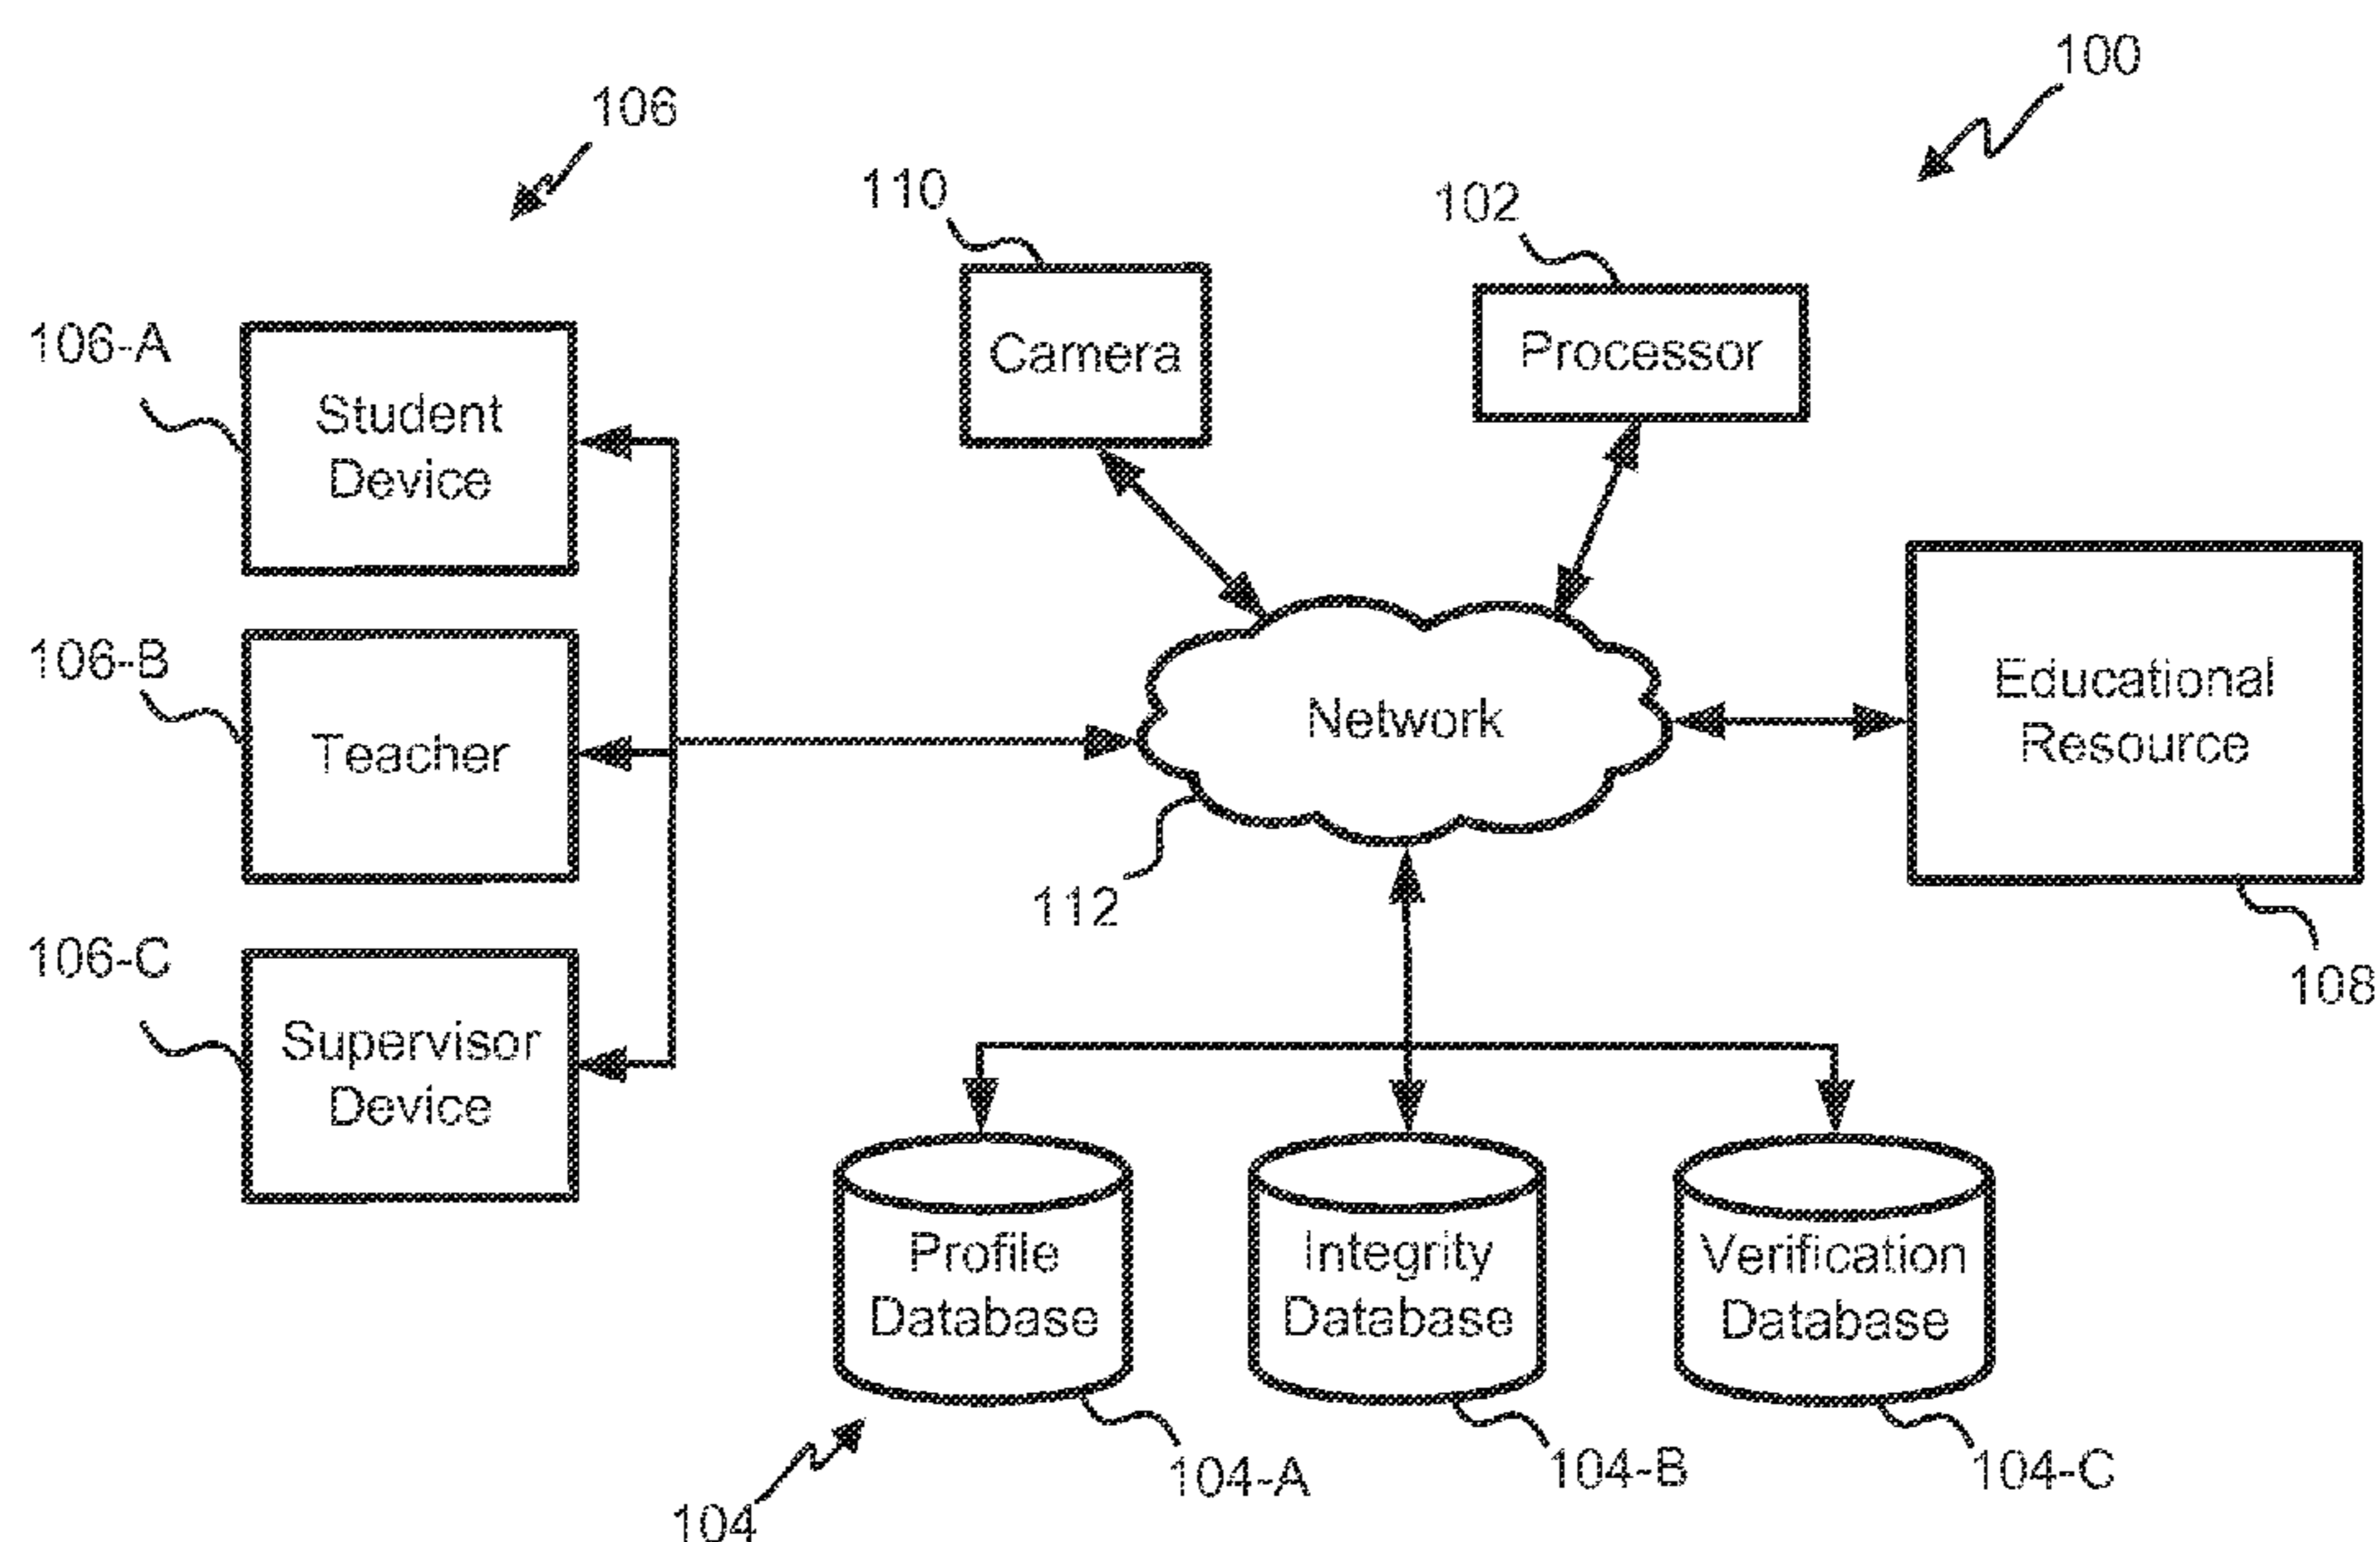 100
106
110
102
106-A
Student
Device
Camera
Processor
106-B
Teacher
Network
Educational
Resource
112
106-C
Supervisor
Device
108
Profile
Database
Integrity
Database
Verification
Database
104
104-A
104-B
104-C